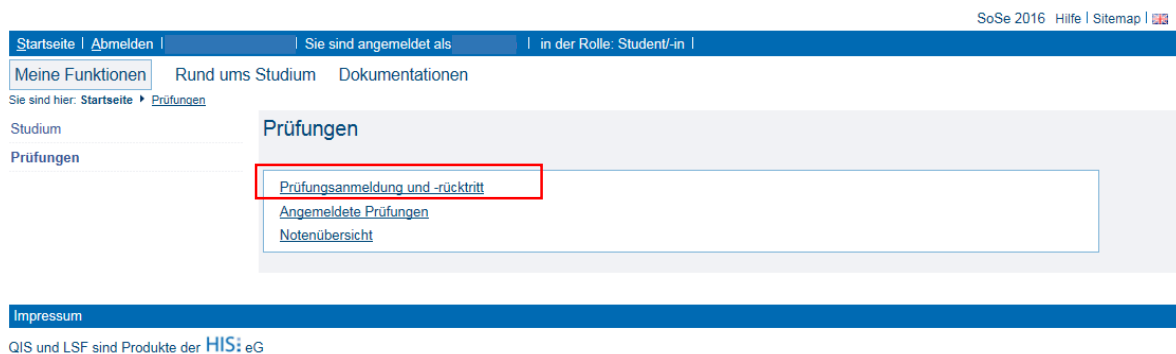 SoSe 2016 Hilfe | Sitemap |
Startseite | Abmelden | | Sie sind angemeldet als | in der Rolle: Student/-in |
Meine Funktionen Rund ums Studium Dokumentationen
Sie sind hier: Startseite Prüfungen
Studium
Prüfungen
Prüfungen
Prüfungsanmeldung und -rücktritt
Angemeldete Prüfungen
Notenübersicht
Impressum
QIS und LSF sind Produkte der HIS: eG